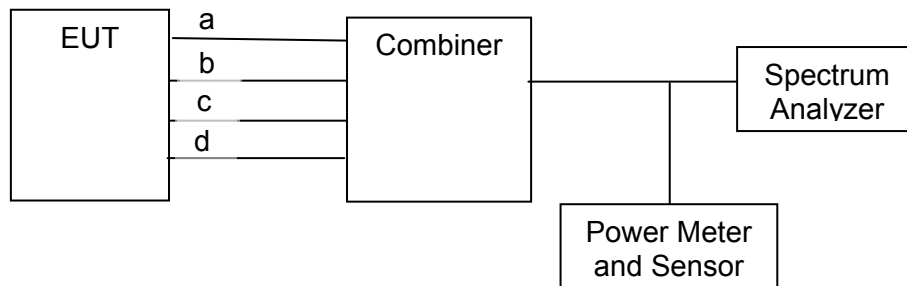 EUT
a
b
c
d
Combiner
Spectrum
Analyzer
Power Meter
and Sensor